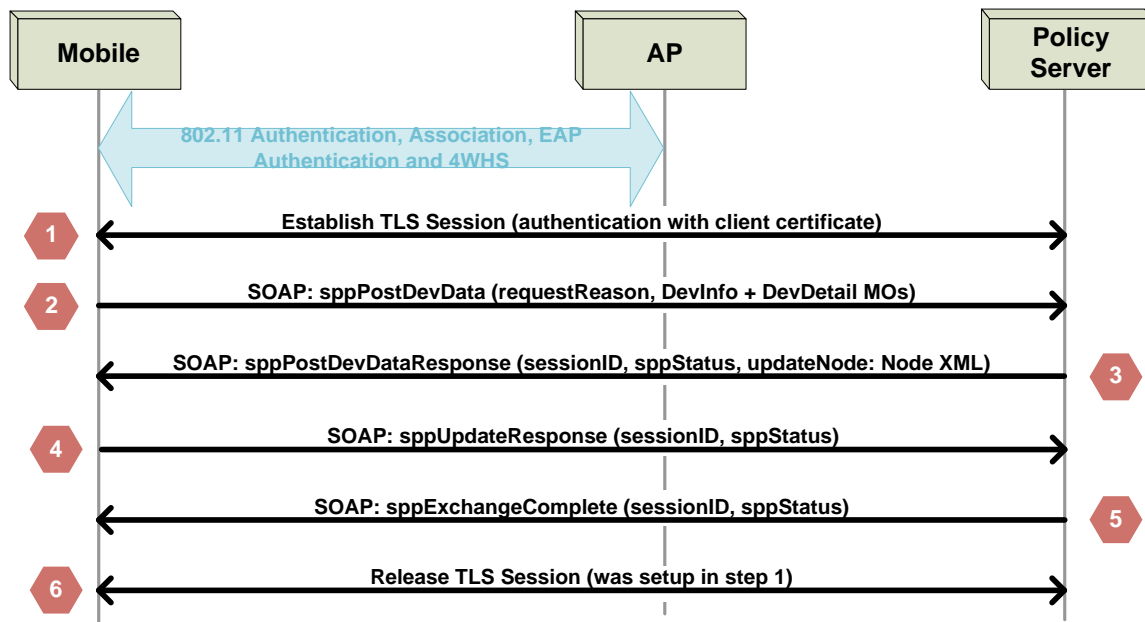 Mobile
AP
Policy
Server
802.11 Authentication, Association, EAP
Authentication and 4WHS
1
Establish TLS Session (authentication with client certificate)
2
SOAP: sppPostDevData (requestReason, DevInfo + DevDetail MOs)
SOAP: sppPostDevDataResponse (sessionID, sppStatus, updateNode: Node XML)
3
4
SOAP: sppUpdateResponse (sessionID, sppStatus)
SOAP: sppExchangeComplete (sessionID, sppStatus)
5
6
Release TLS Session (was setup in step 1)